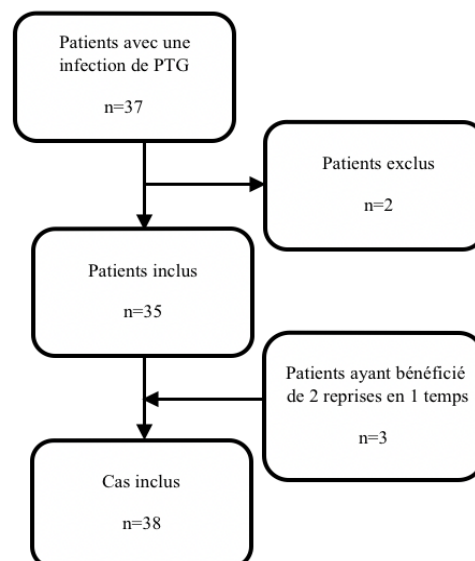 Patients avec une
infection de PTG
n=37
Patients exclus
n=2
Patients inclus
n=35
Patients ayant bénéficié
de 2 reprises en 1 temps
n=3
Cas inclus
n=38